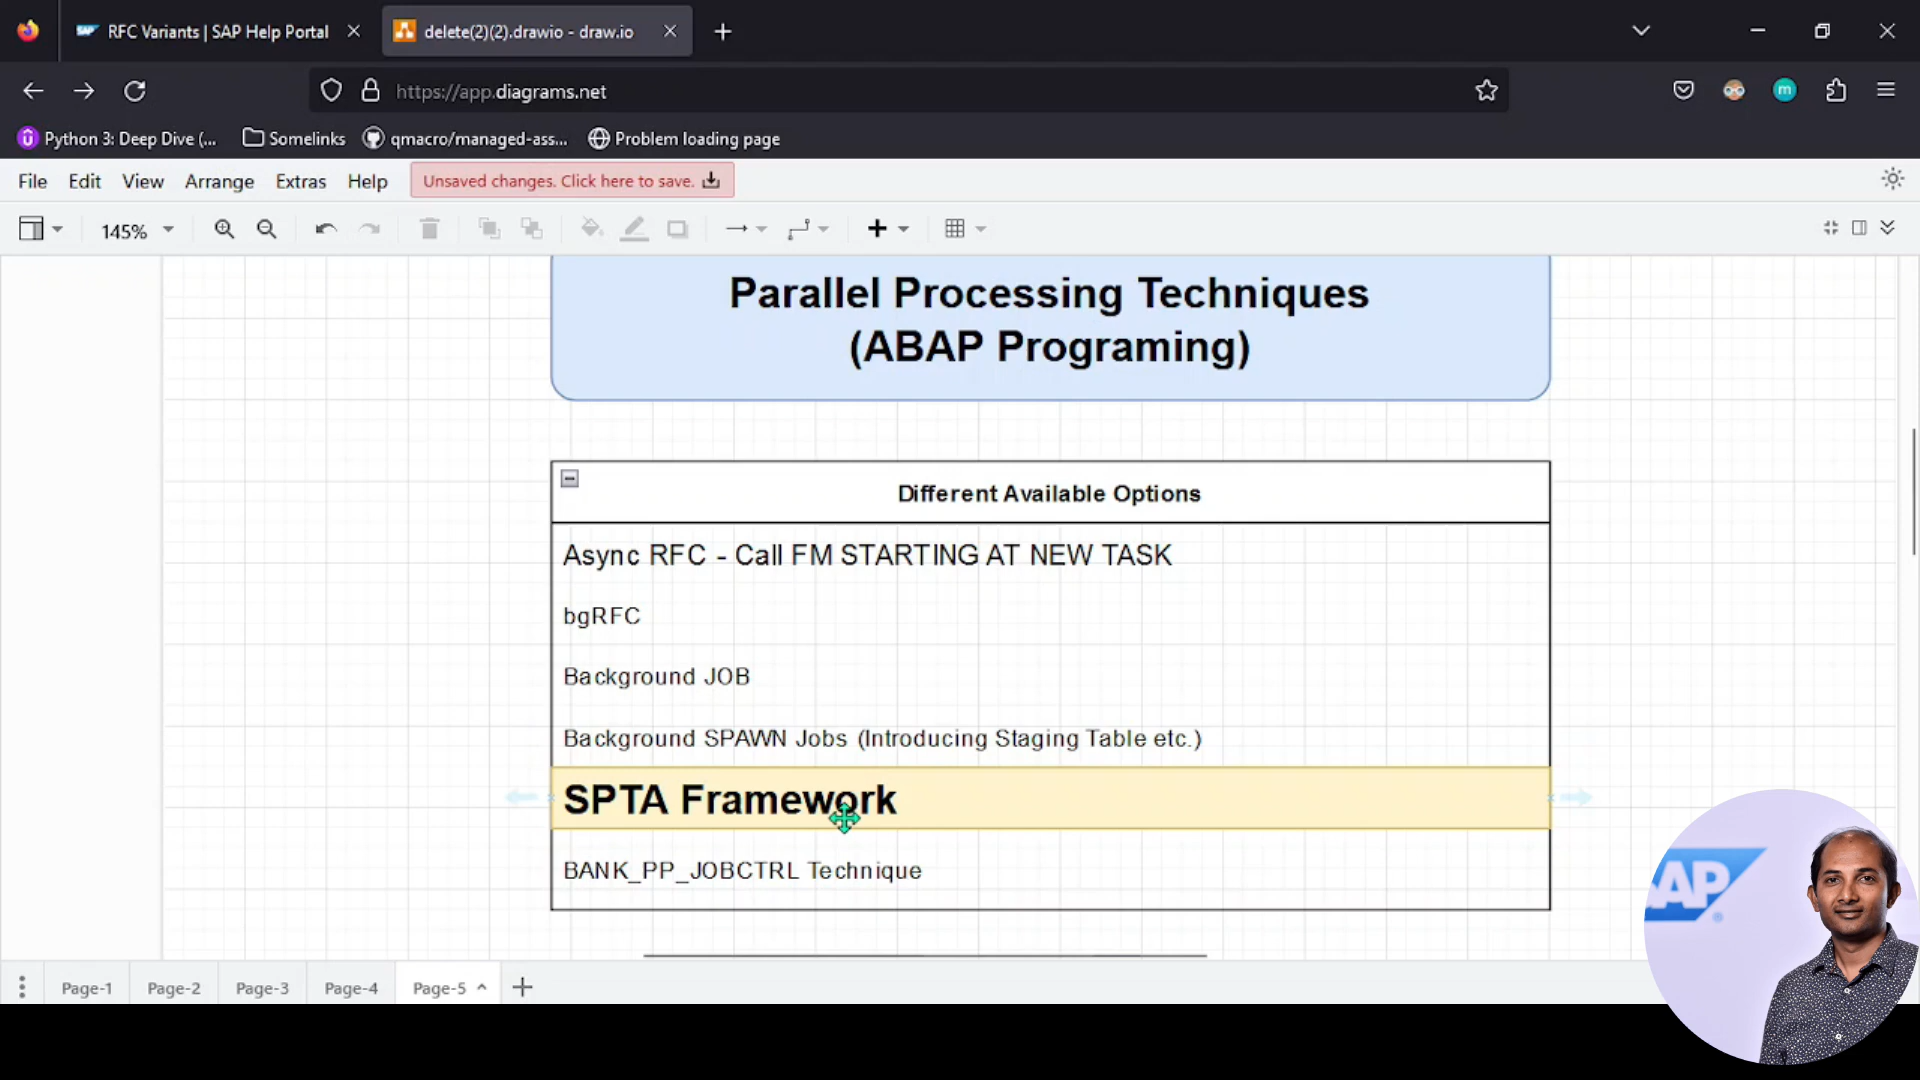 RFC Variants | SAP Help Portal
delete(2)(2).drawio - draw.io
https://app.diagrams.net
Python 3: Deep Dive (...
Somelinks
qmacro/managed-ass...
Problem loading page
File
Edit
View
Arrange
Extras
Help
Unsaved changes. Click here to save.
145%
Parallel Processing Techniques
(ABAP Programing)
Different Available Options
Async RFC - Call FM STARTING AT NEW TASK
bgRFC
Background JOB
Background SPAWN Jobs (Introducing Staging Table etc.)
SPTA Framework
BANK_PP_JOBCTRL Technique
SAP
Page-1
Page-2
Page-3
Page-4
Page-5